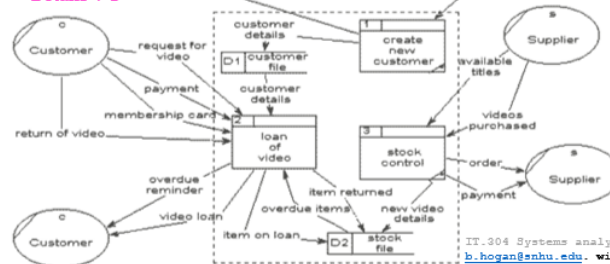 c
Customer
customer
details
D1 customer
file
customer
details
1
create
new
customer
s
Supplier
available
titles
videos
purchased
request for
video
payment
membership card
return of video
2
loan
of
video
3
stock
control
order
payment
s
Supplier
overdue
reminder
video loan
item on loan
overdue items
item returned
new video
details
D2 stock
file
c
Customer
IT.304 Systems analy
b.hogan@snhu.edu. wi